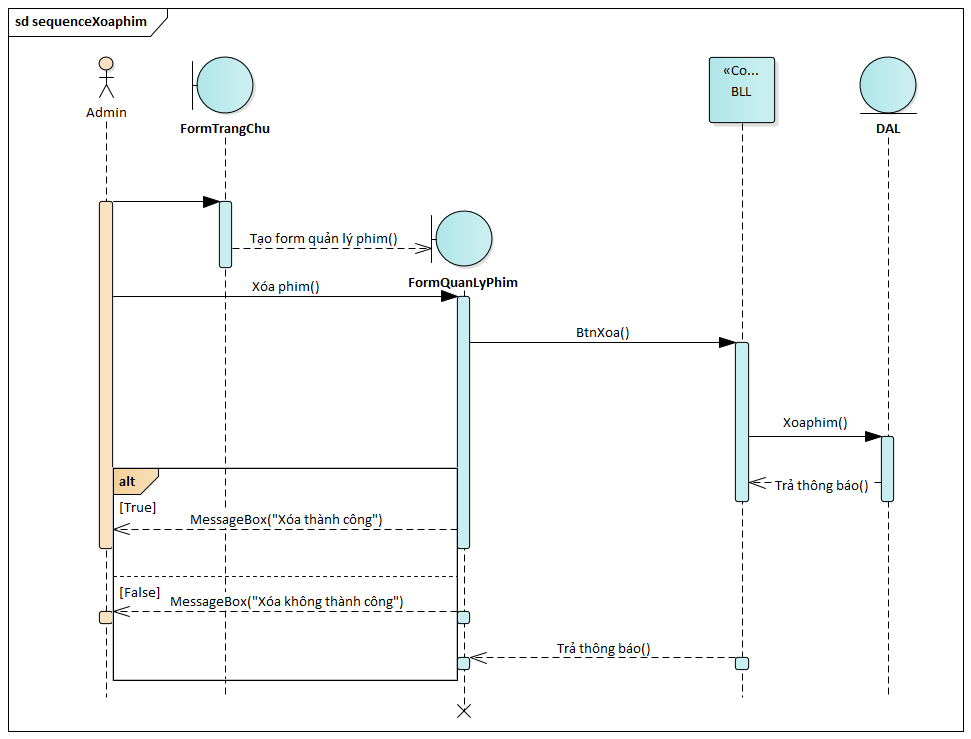 sd sequenceXoaphim
Admin
FormTrangChu
«Co...
BLL
DAL
Tạo form quản lý phim()
FormQuanLyPhim
Xóa phim()
BtnXoa()
Xoaphim()
Trả thông báo()
alt
[True]
MessageBox("Xóa thành công")
[False]
MessageBox("Xóa không thành công")
Trả thông báo()